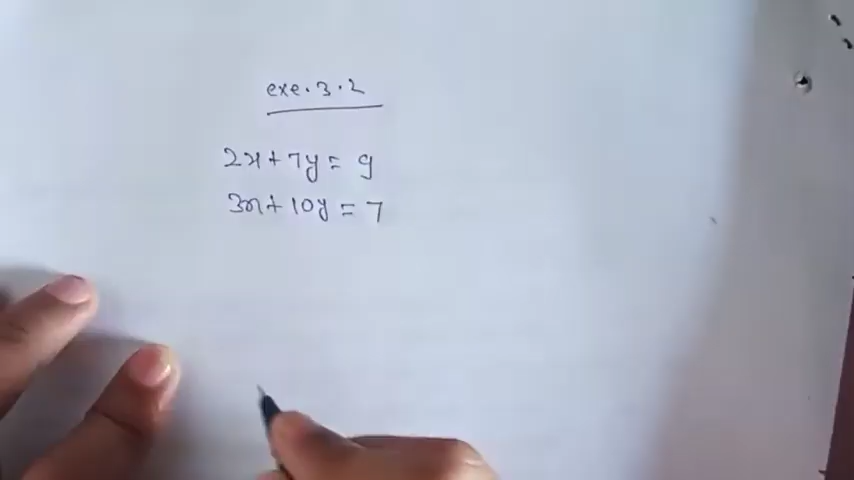 exe. 3.2
2x + 7y = 9
3x + 10y = 7